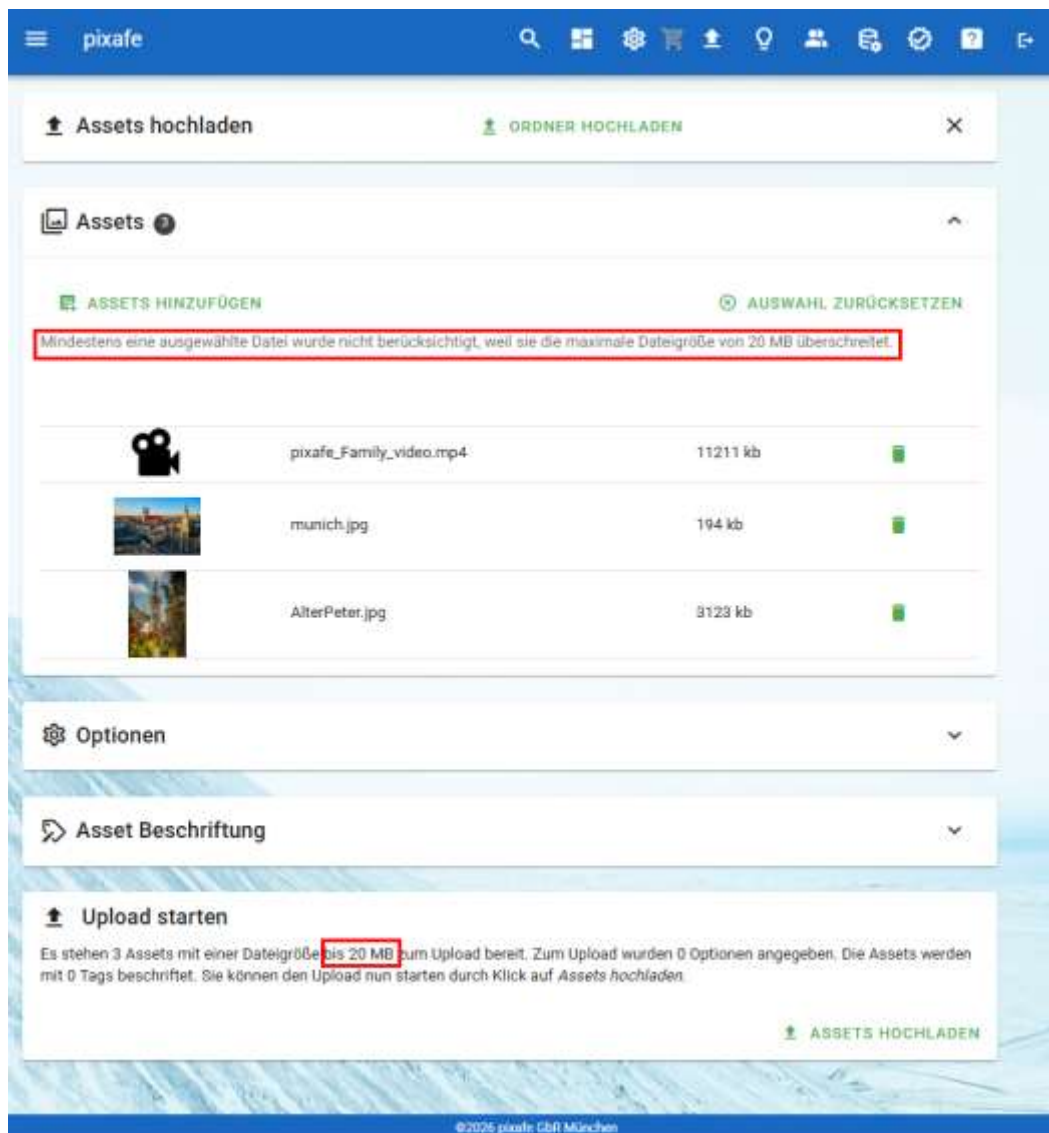 pixafe
Assets hochladen
ORDNER HOCHLADEN
Assets 3
ASSETS HINZUFÜGEN
AUSWAHL ZURÜCKSETZEN
Mindestens eine ausgewählte Datei wurde nicht berücksichtigt, weil sie die maximale Dateigröße von 20 MB überschreitet.
pixafe_Family_video.mp4 11211 kb
munich.jpg 194 kb
AlterPeter.jpg 3123 kb
Optionen
Asset Beschriftung
Upload starten
Es stehen 3 Assets mit einer Dateigröße bis 20 MB zum Upload bereit. Zum Upload wurden 0 Optionen angegeben. Die Assets werden
mit 0 Tags beschriftet. Sie können den Upload nun starten durch Klick auf Assets hochladen.
ASSETS HOCHLADEN
©2026 pixafe GbR München